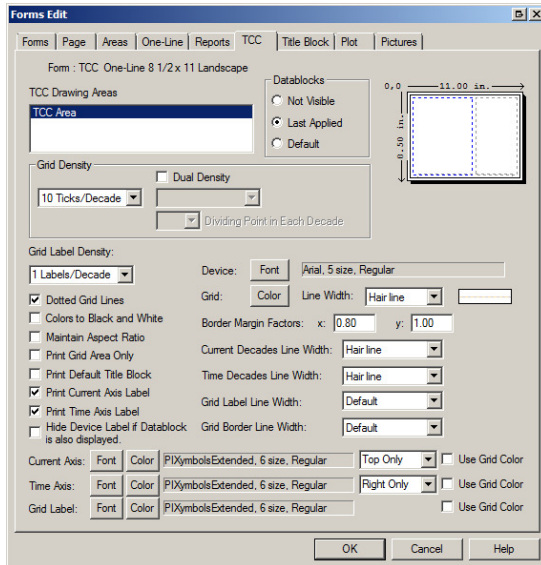 Forms Edit
Forms Page Areas One-Line Reports TCC Title Block Plot Pictures
Form : TCC One-Line 8 1/2 x 11 Landscape
TCC Drawing Areas
TCC Area
Datablocks
Not Visible
Last Applied
Default
0,0 11.00 in.
8.50 in.
Grid Density
10 Ticks/Decade
Dual Density
Dividing Point in Each Decade
Grid Label Density:
1 Labels/Decade
Dotted Grid Lines
Colors to Black and White
Maintain Aspect Ratio
Print Grid Area Only
Print Default Title Block
Print Current Axis Label
Print Time Axis Label
Hide Device Label if Datablock
is also displayed.
Device: Font Arial, 5 size, Regular
Grid: Color Line Width: Hair line
Border Margin Factors: x: 0.80 y: 1.00
Current Decades Line Width: Hair line
Time Decades Line Width: Hair line
Grid Label Line Width: Default
Grid Border Line Width: Default
Current Axis: Font Color PIXymbolsExtended, 6 size, Regular Top Only Use Grid Color
Time Axis: Font Color PIXymbolsExtended, 6 size, Regular Right Only Use Grid Color
Grid Label: Font Color PIXymbolsExtended, 6 size, Regular Use Grid Color
OK Cancel Help